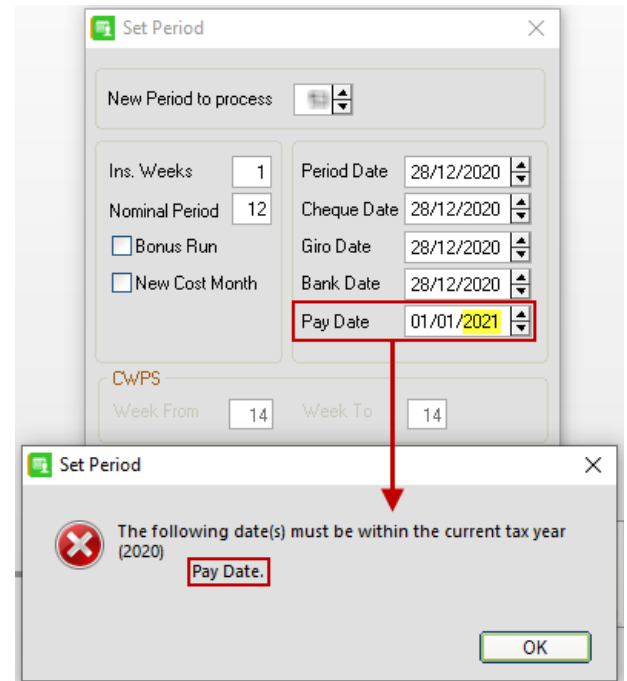 Set Period
New Period to process
Ins. Weeks 1
Nominal Period 12
Bonus Run
New Cost Month
Period Date 28/12/2020
Cheque Date 28/12/2020
Giro Date 28/12/2020
Bank Date 28/12/2020
Pay Date 01/01/2021
CWPS
Week From 14 Week To 14
Set Period
The following date(s) must be within the current tax year
(2020)
Pay Date.
OK